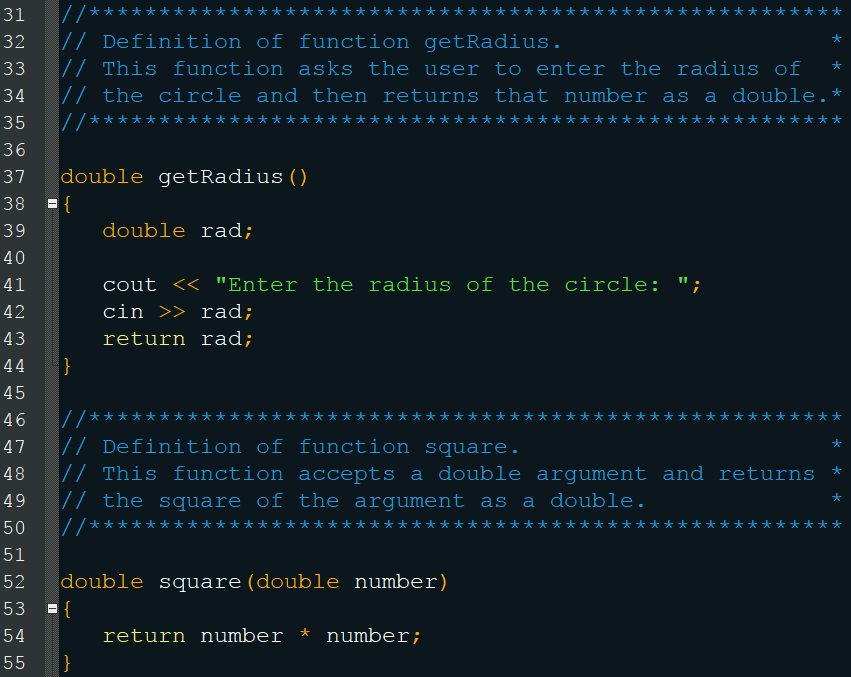 31 //******************************************************
32 // Definition of function getRadius.                   *
33 // This function asks the user to enter the radius of  *
34 // the circle and then returns that number as a double.*
35 //******************************************************
36
37 double getRadius()
38 {
39    double rad;
40
41    cout << "Enter the radius of the circle: ";
42    cin >> rad;
43    return rad;
44 }
45
46 //******************************************************
47 // Definition of function square.                      *
48 // This function accepts a double argument and returns *
49 // the square of the argument as a double.             *
50 //******************************************************
51
52 double square(double number)
53 {
54    return number * number;
55 }